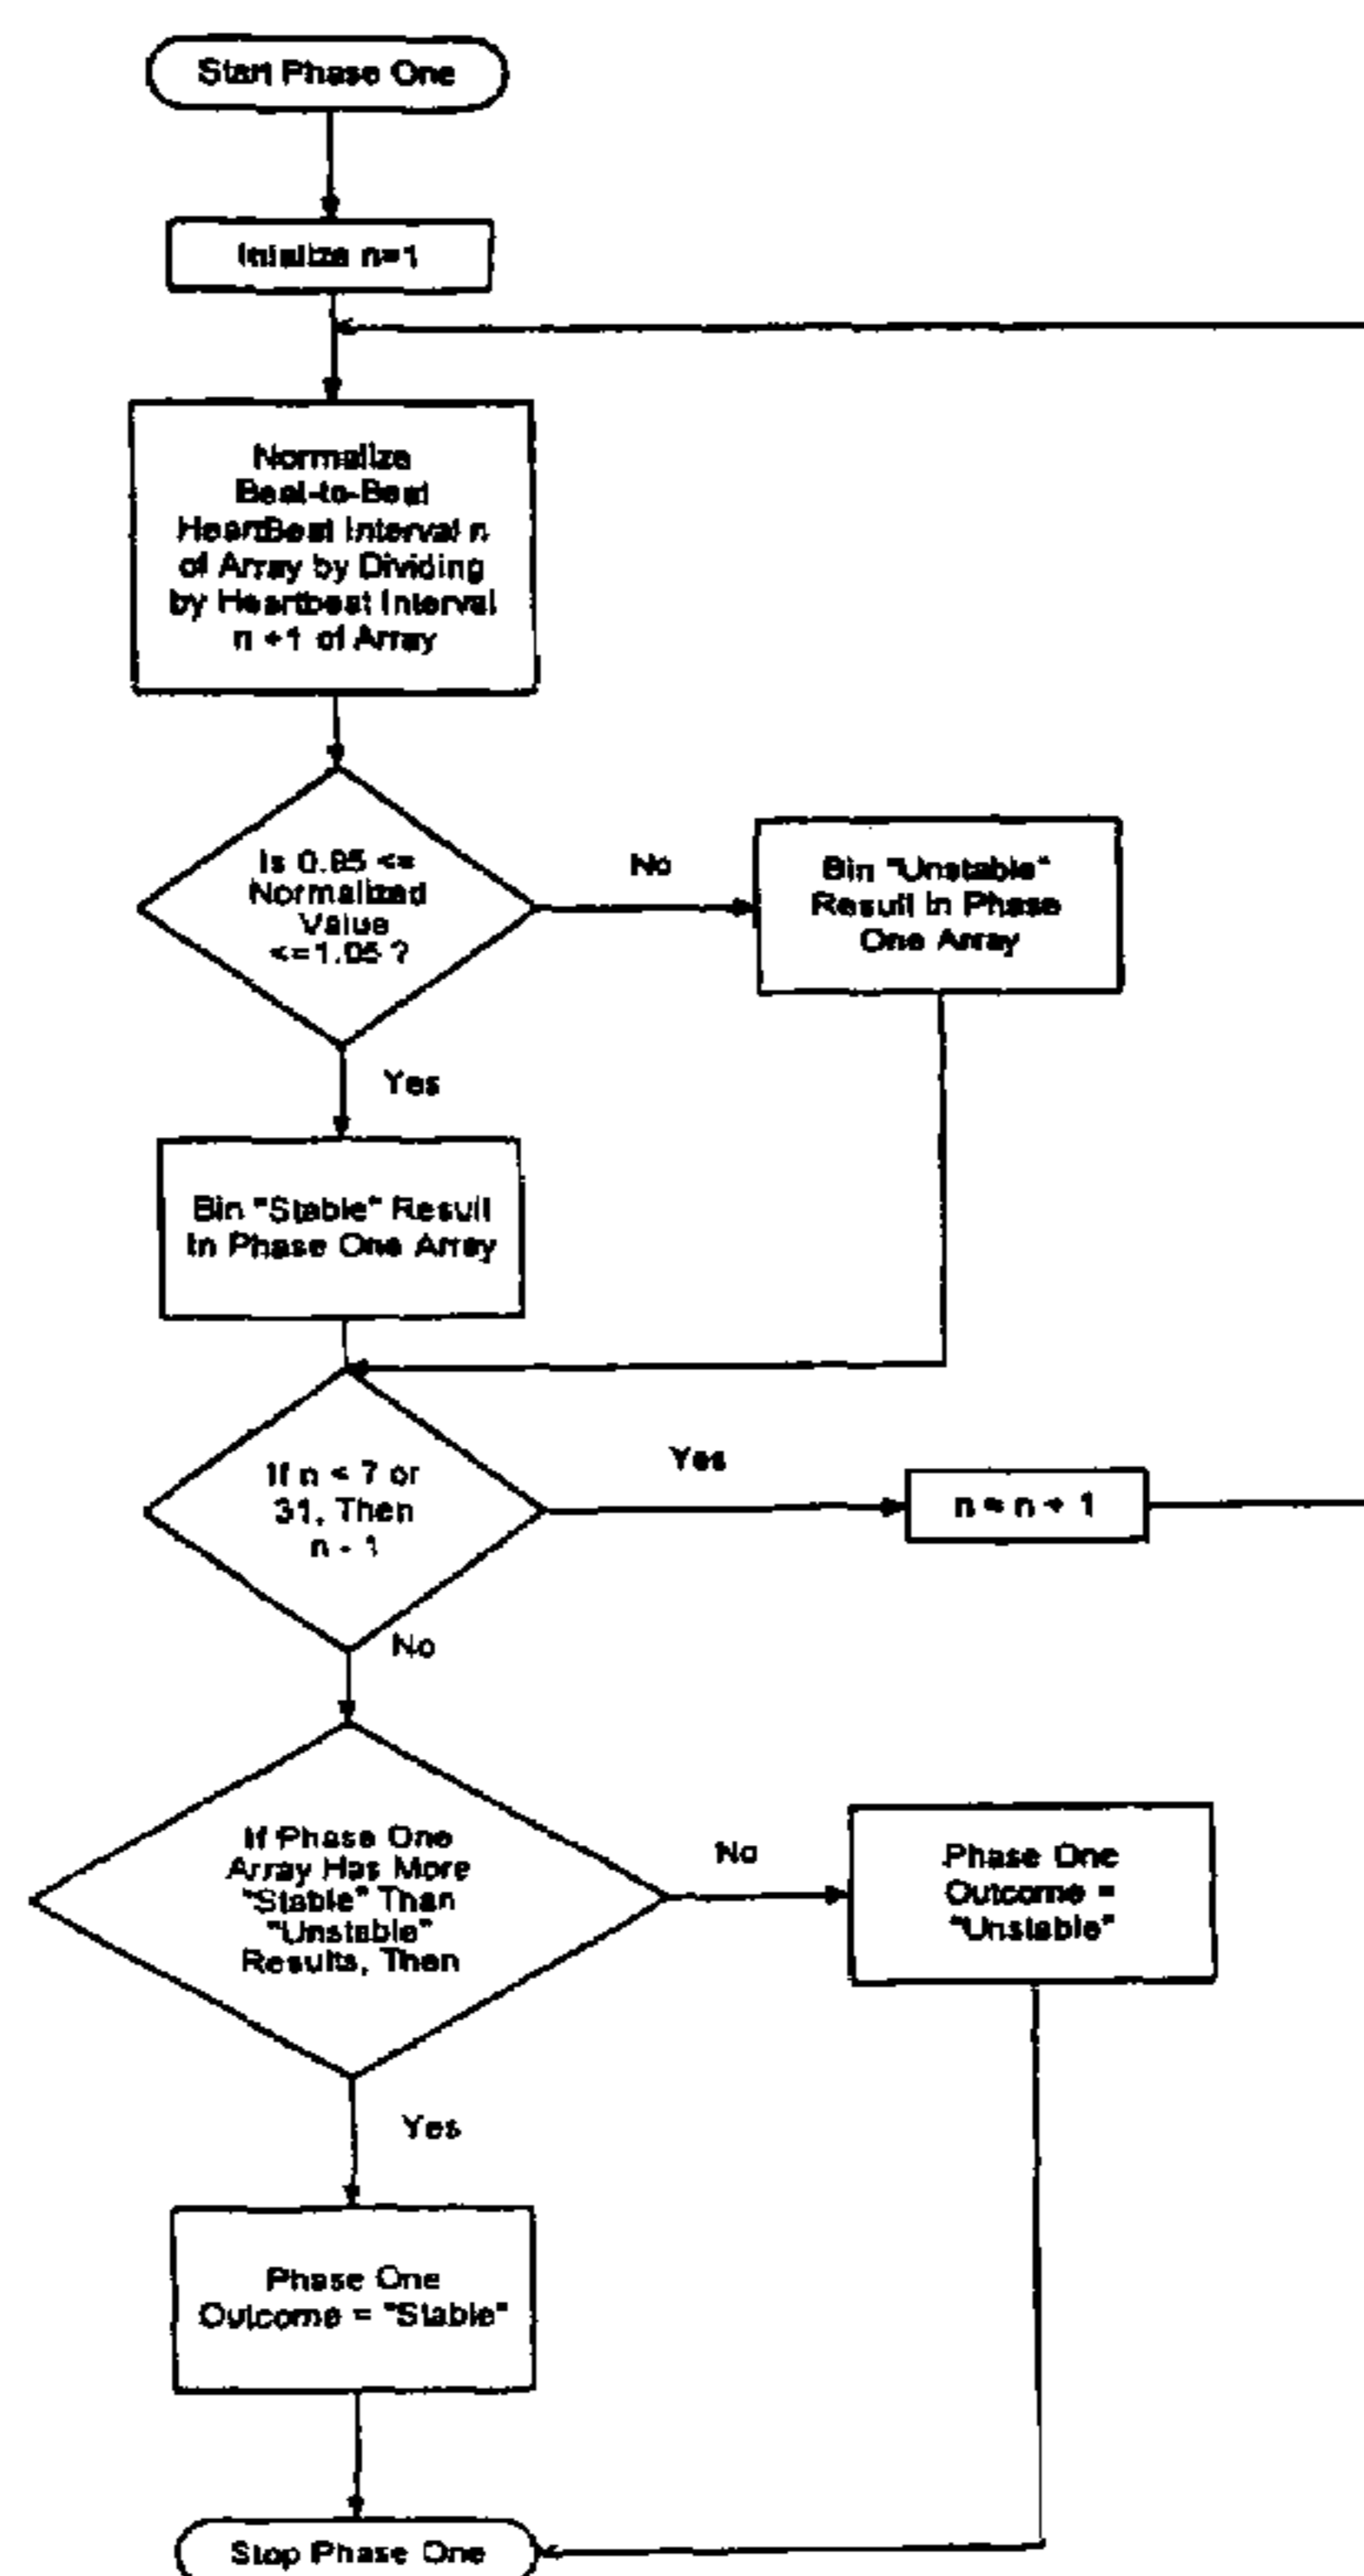 Start Phase One
Inialize n=1
Normalize
Beat-to-Beat
HeartBeat Interval n
of Array by Dividing
by Heartbeat Interval
n +1 of Array
Is 0.95 <=
Normalized
Value
<=1.05 ?
No
Bin "Unstable"
Result in Phase
One Array
Yes
Bin "Stable" Result
In Phase One Array
If n < 7 or
31, Then
n - 1
Yes
n = n + 1
No
If Phase One
Array Has More
"Stable" Than
"Unstable"
Results, Then
No
Phase One
Outcome =
"Unstable"
Yes
Phase One
Outcome = "Stable"
Stop Phase One